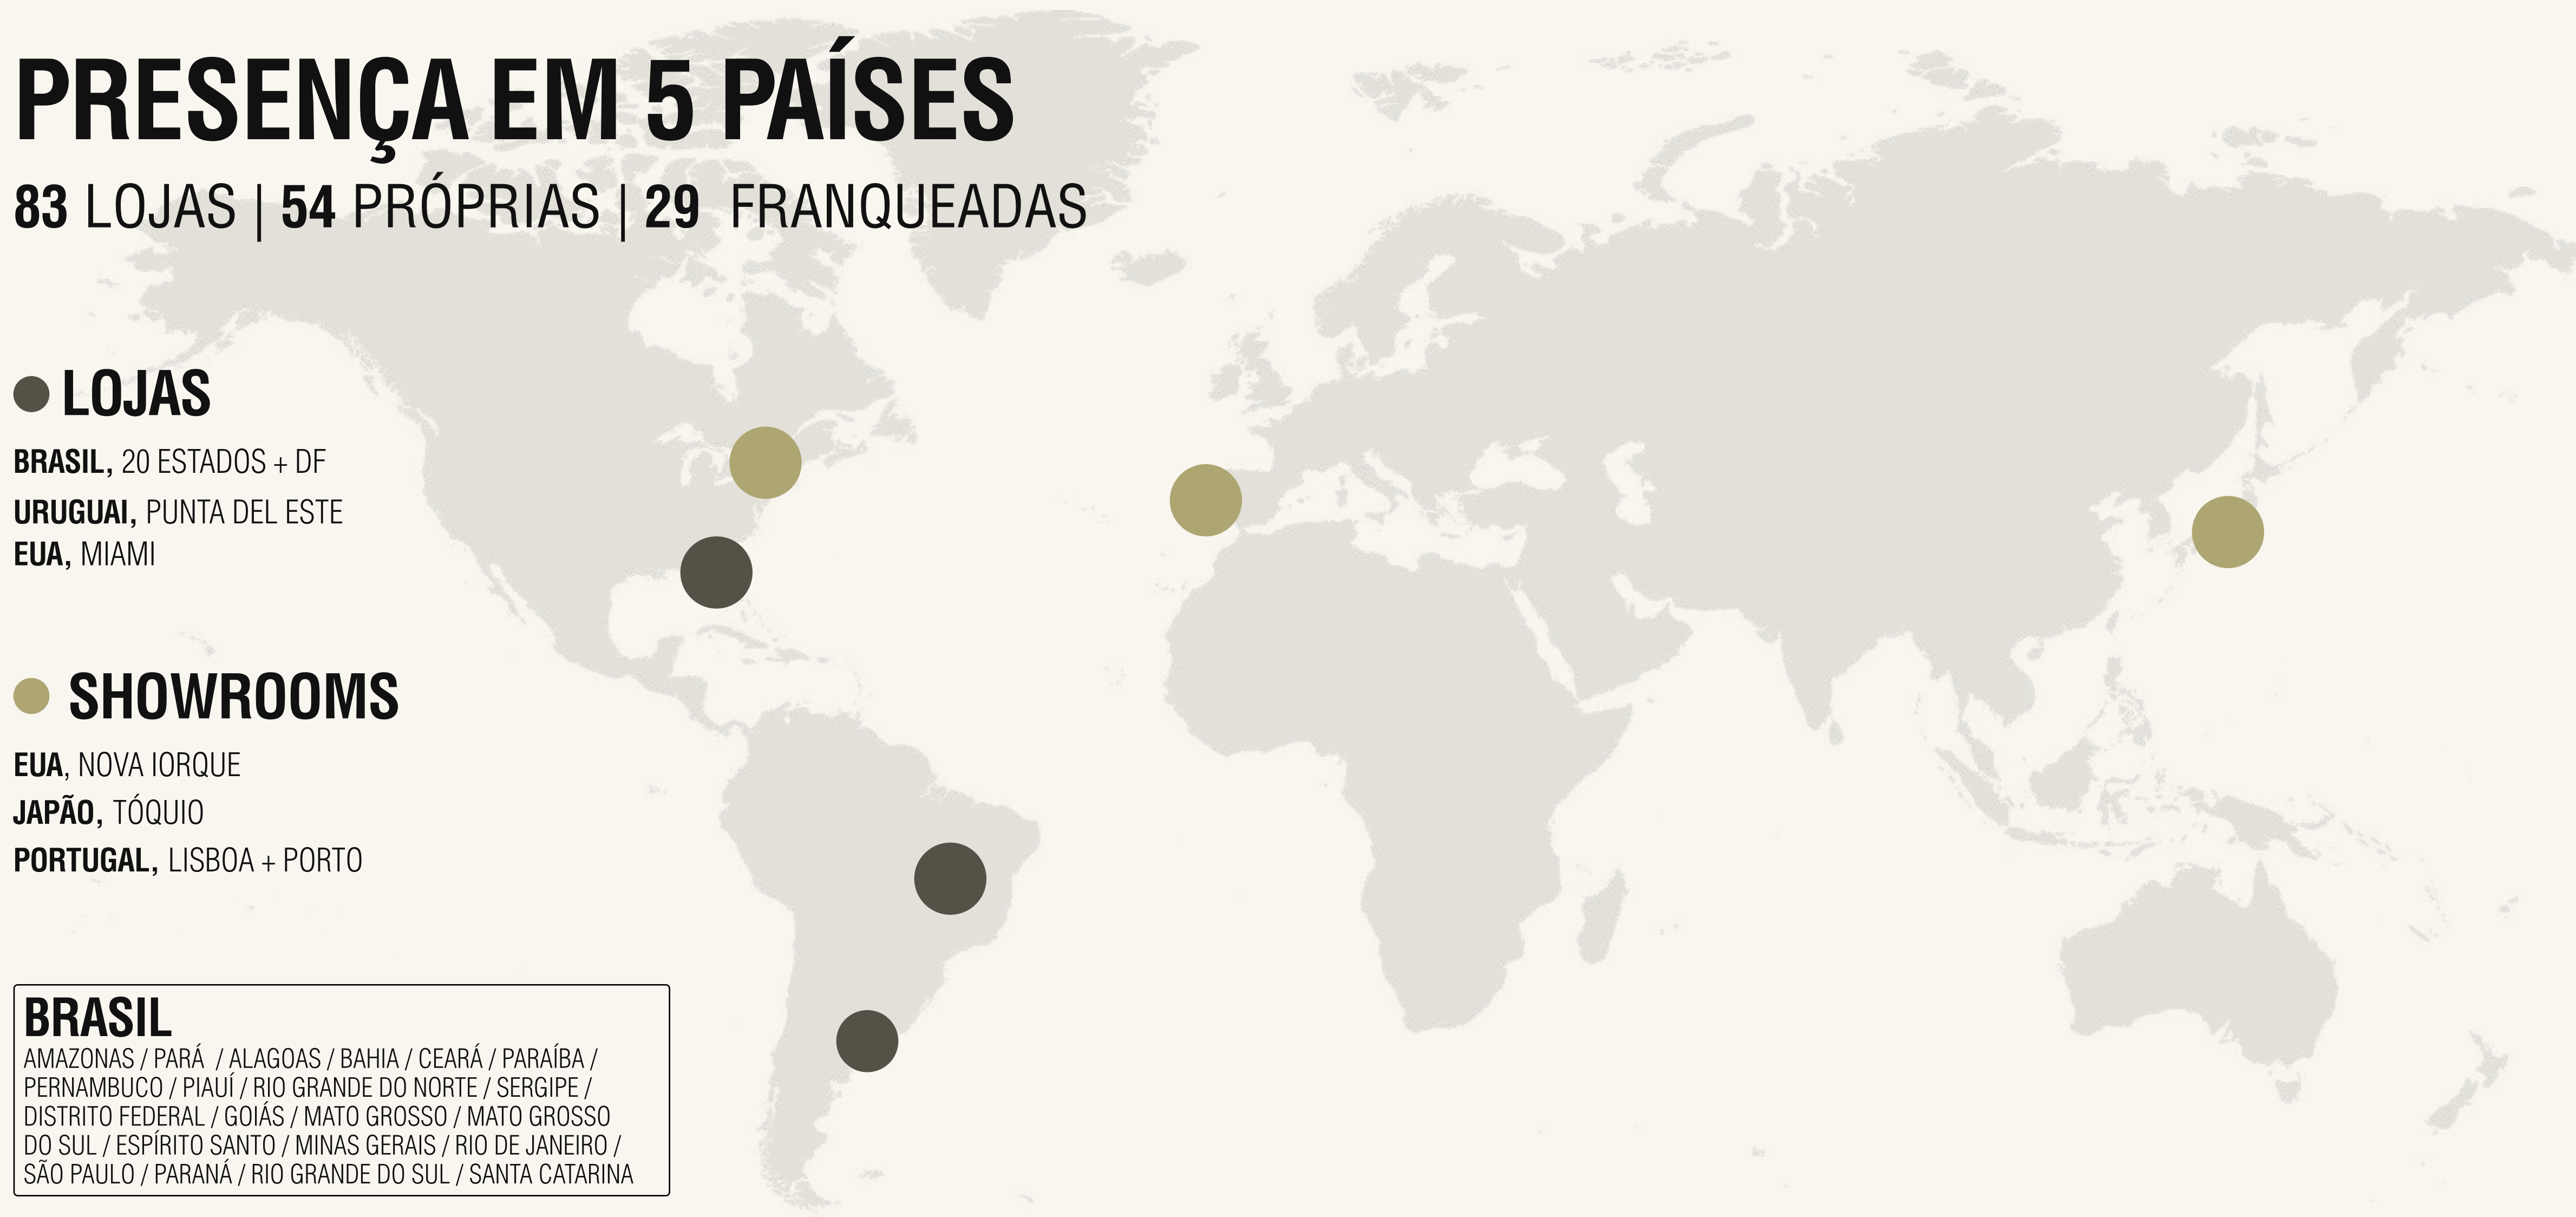 PRESENÇA EM 5 PAÍSES
83 LOJAS | 54 PRÓPRIAS | 29 FRANQUEADAS
LOJAS
BRASIL, 20 ESTADOS + DF
URUGUAI, PUNTA DEL ESTE
EUA, MIAMI
SHOWROOMS
EUA, NOVA IORQUE
JAPÃO, TÓQUIO
PORTUGAL, LISBOA + PORTO
BRASIL
AMAZONAS / PARÁ / ALAGOAS / BAHIA / CEARÁ / PARAÍBA /
PERNAMBUCO / PIAUÍ / RIO GRANDE DO NORTE / SERGIPE /
DISTRITO FEDERAL / GOIÁS / MATO GROSSO / MATO GROSSO
DO SUL / ESPÍRITO SANTO / MINAS GERAIS / RIO DE JANEIRO /
SÃO PAULO / PARANÁ / RIO GRANDE DO SUL / SANTA CATARINA